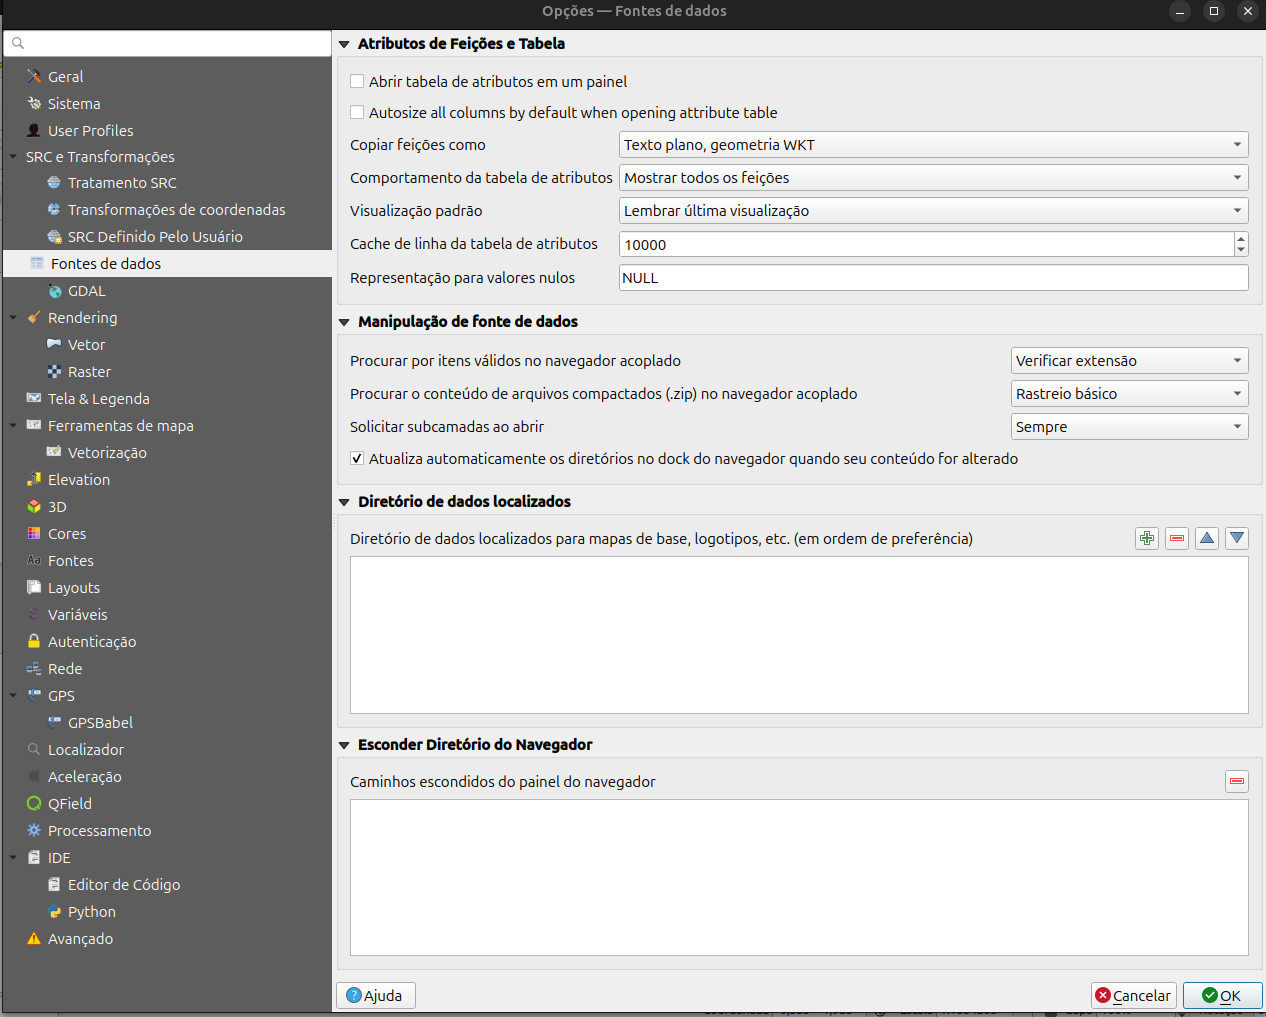 Opções — Fontes de dados
Geral
Sistema
User Profiles
SRC e Transformações
Tratamento SRC
Transformações de coordenadas
SRC Definido Pelo Usuário
Fontes de dados
GDAL
Rendering
Vetor
Raster
Tela & Legenda
Ferramentas de mapa
Vetorização
Elevation
3D
Cores
Fontes
Layouts
Variáveis
Autenticação
Rede
GPS
GPSBabel
Localizador
Aceleração
QField
Processamento
IDE
Editor de Código
Python
Avançado
Atributos de Feições e Tabela
Abrir tabela de atributos em um painel
Autosize all columns by default when opening attribute table
Copiar feições como Texto plano, geometria WKT
Comportamento da tabela de atributos Mostrar todos os feições
Visualização padrão Lembrar última visualização
Cache de linha da tabela de atributos 10000
Representação para valores nulos NULL
Manipulação de fonte de dados
Procurar por itens válidos no navegador acoplado Verificar extensão
Procurar o conteúdo de arquivos compactados (.zip) no navegador acoplado Rastreio básico
Solicitar subcamadas ao abrir Sempre
Atualiza automaticamente os diretórios no dock do navegador quando seu conteúdo for alterado
Diretório de dados localizados
Diretório de dados localizados para mapas de base, logotipos, etc. (em ordem de preferência)
Esconder Diretório do Navegador
Caminhos escondidos do painel do navegador
Ajuda Cancelar OK